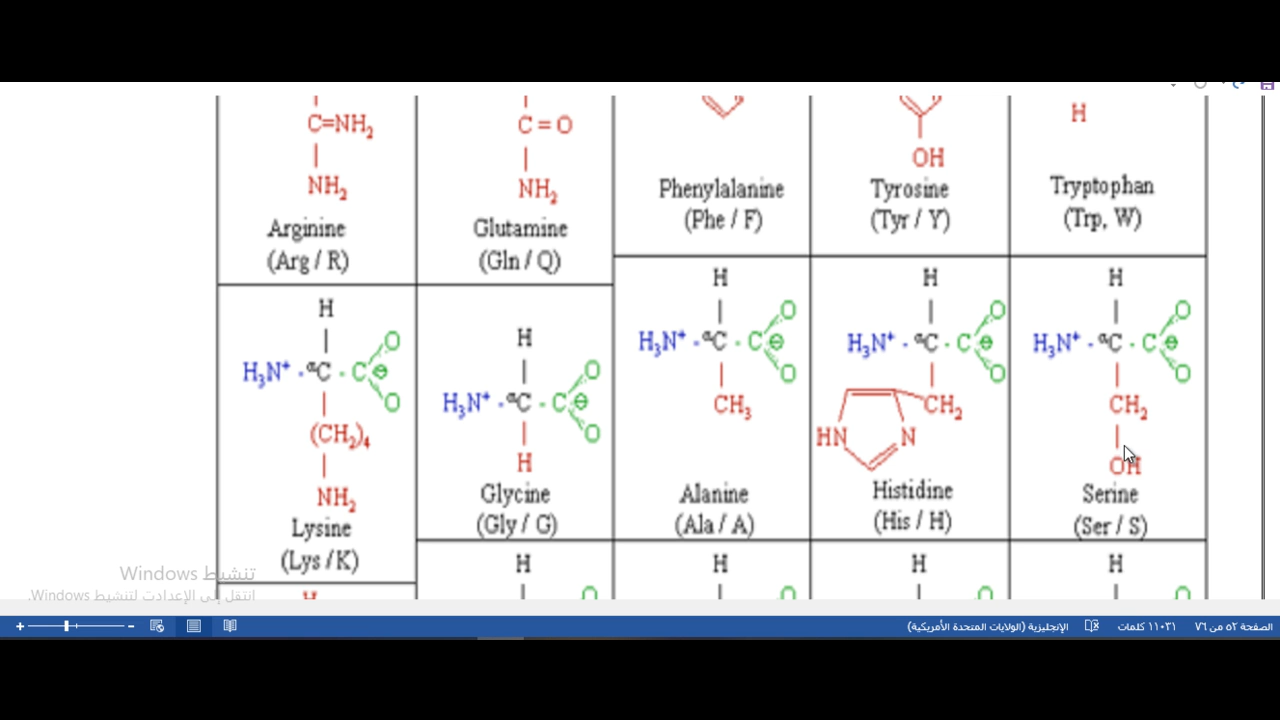 C=NH2
NH2
Arginine
(Arg / R)
C=O
NH2
Glutamine
(Gln / Q)
Phenylalanine
(Phe / F)
OH
Tyrosine
(Tyr / Y)
H
Tryptophan
(Trp, W)
H
H3N+ - αC - C ⊖ O
O
(CH2)4
NH2
Lysine
(Lys / K)
H
H3N+ - αC - C ⊖ O
O
H
Glycine
(Gly / G)
H
H3N+ - αC - C ⊖ O
O
CH3
Alanine
(Ala / A)
H
H3N+ - αC - C ⊖ O
O
CH2
HN N
Histidine
(His / H)
H
H3N+ - αC - C ⊖ O
O
CH2
OH
Serine
(Ser / S)
H
H
H
H
تنشيط Windows
انتقل إلى الإعدادت لتنشيط Windows.
الصفحة ٥٢ من ٧٦
١١٠٣١ كلمات
الإنجليزية (الولايات المتحدة الأمريكية)